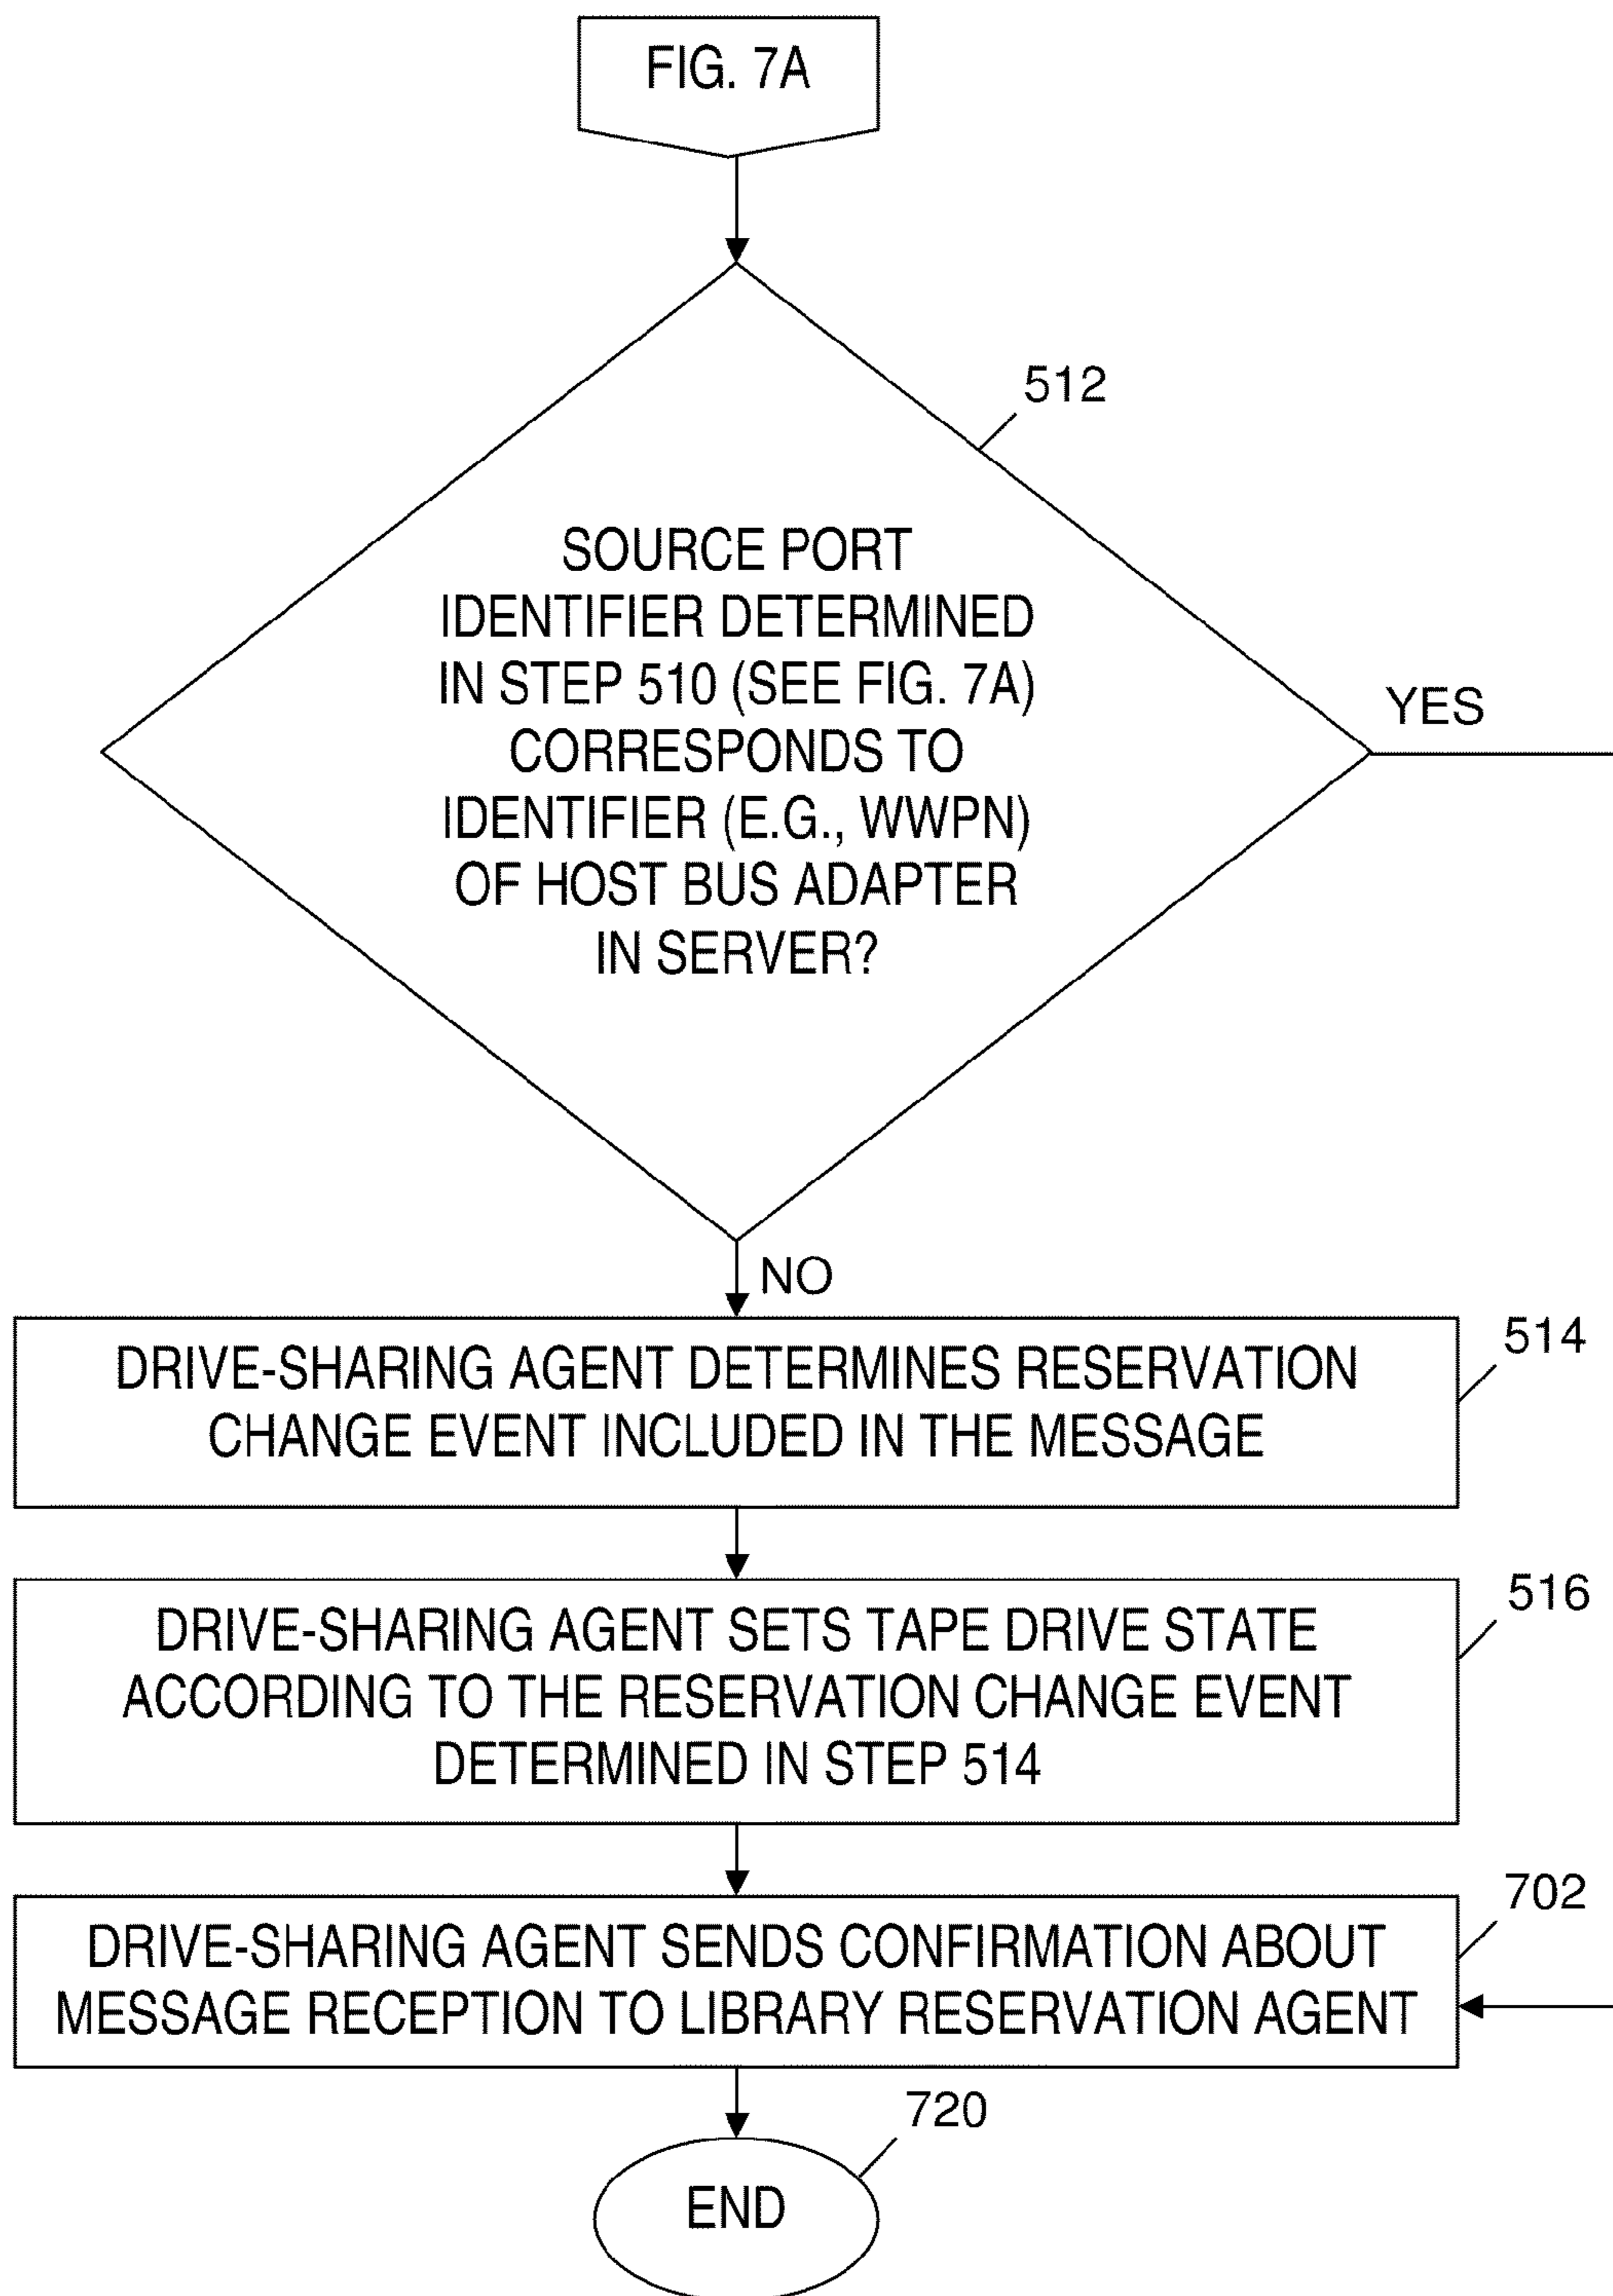 FIG. 7A
512
SOURCE PORT
IDENTIFIER DETERMINED
IN STEP 510 (SEE FIG. 7A)
CORRESPONDS TO
IDENTIFIER (E.G., WWPN)
OF HOST BUS ADAPTER
IN SERVER?
YES
NO
514
DRIVE-SHARING AGENT DETERMINES RESERVATION
CHANGE EVENT INCLUDED IN THE MESSAGE
516
DRIVE-SHARING AGENT SETS TAPE DRIVE STATE
ACCORDING TO THE RESERVATION CHANGE EVENT
DETERMINED IN STEP 514
702
DRIVE-SHARING AGENT SENDS CONFIRMATION ABOUT
MESSAGE RECEPTION TO LIBRARY RESERVATION AGENT
720
END